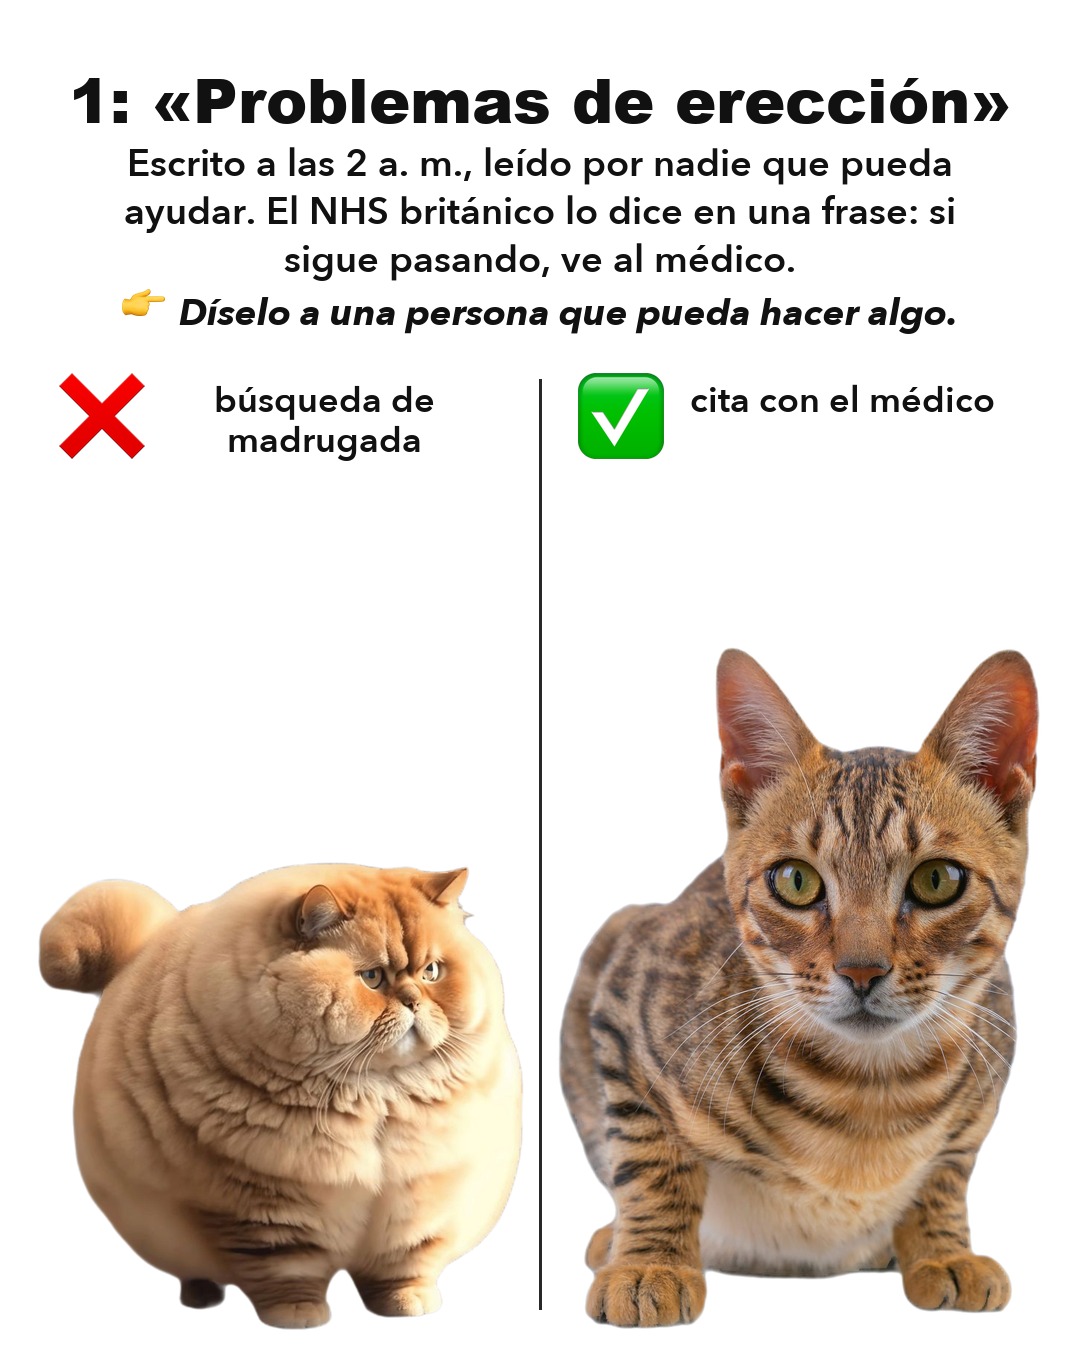 1: «Problemas de erección»
Escrito a las 2 a. m., leído por nadie que pueda
ayudar. El NHS británico lo dice en una frase: si
sigue pasando, ve al médico.
👉 Díselo a una persona que pueda hacer algo.
❌ búsqueda de
madrugada
✅ cita con el médico